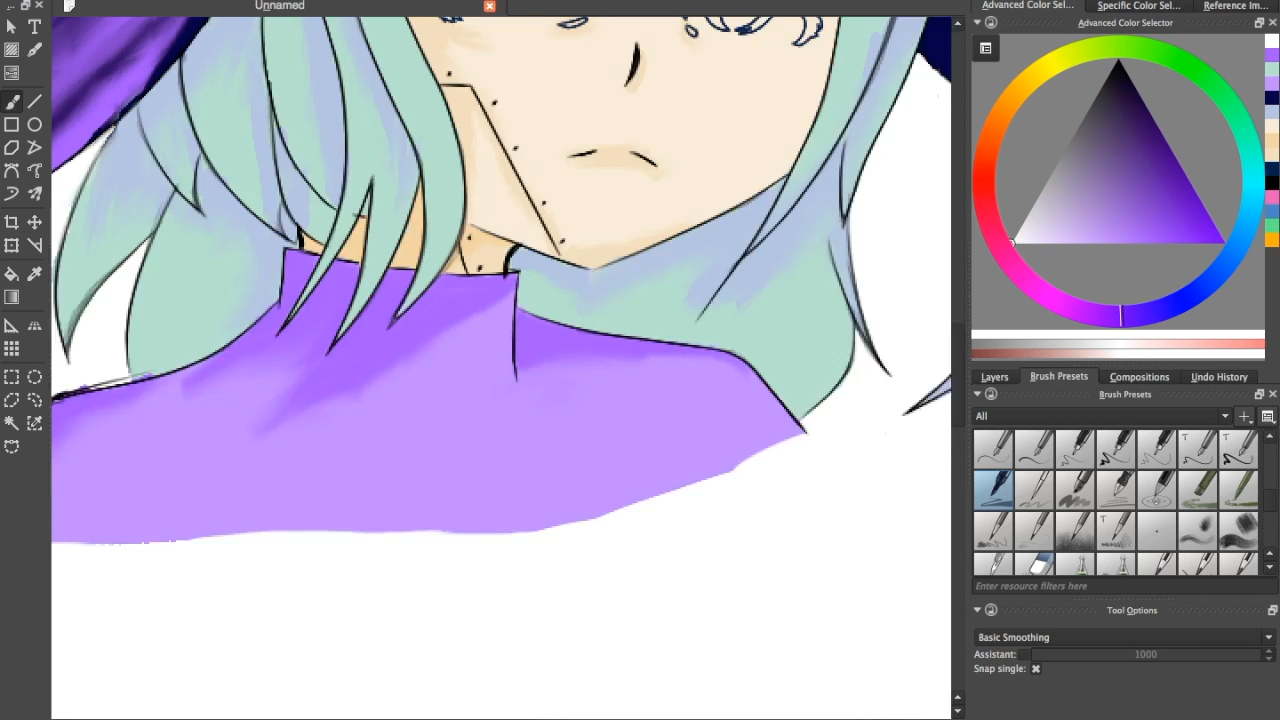 Unnamed
Advanced Color Sel...
Specific Color Sel...
Reference Im...
Advanced Color Selector
Layers
Brush Presets
Compositions
Undo History
Brush Presets
All
Enter resource filters here
Tool Options
Basic Smoothing
Assistant:
1000
Snap single: